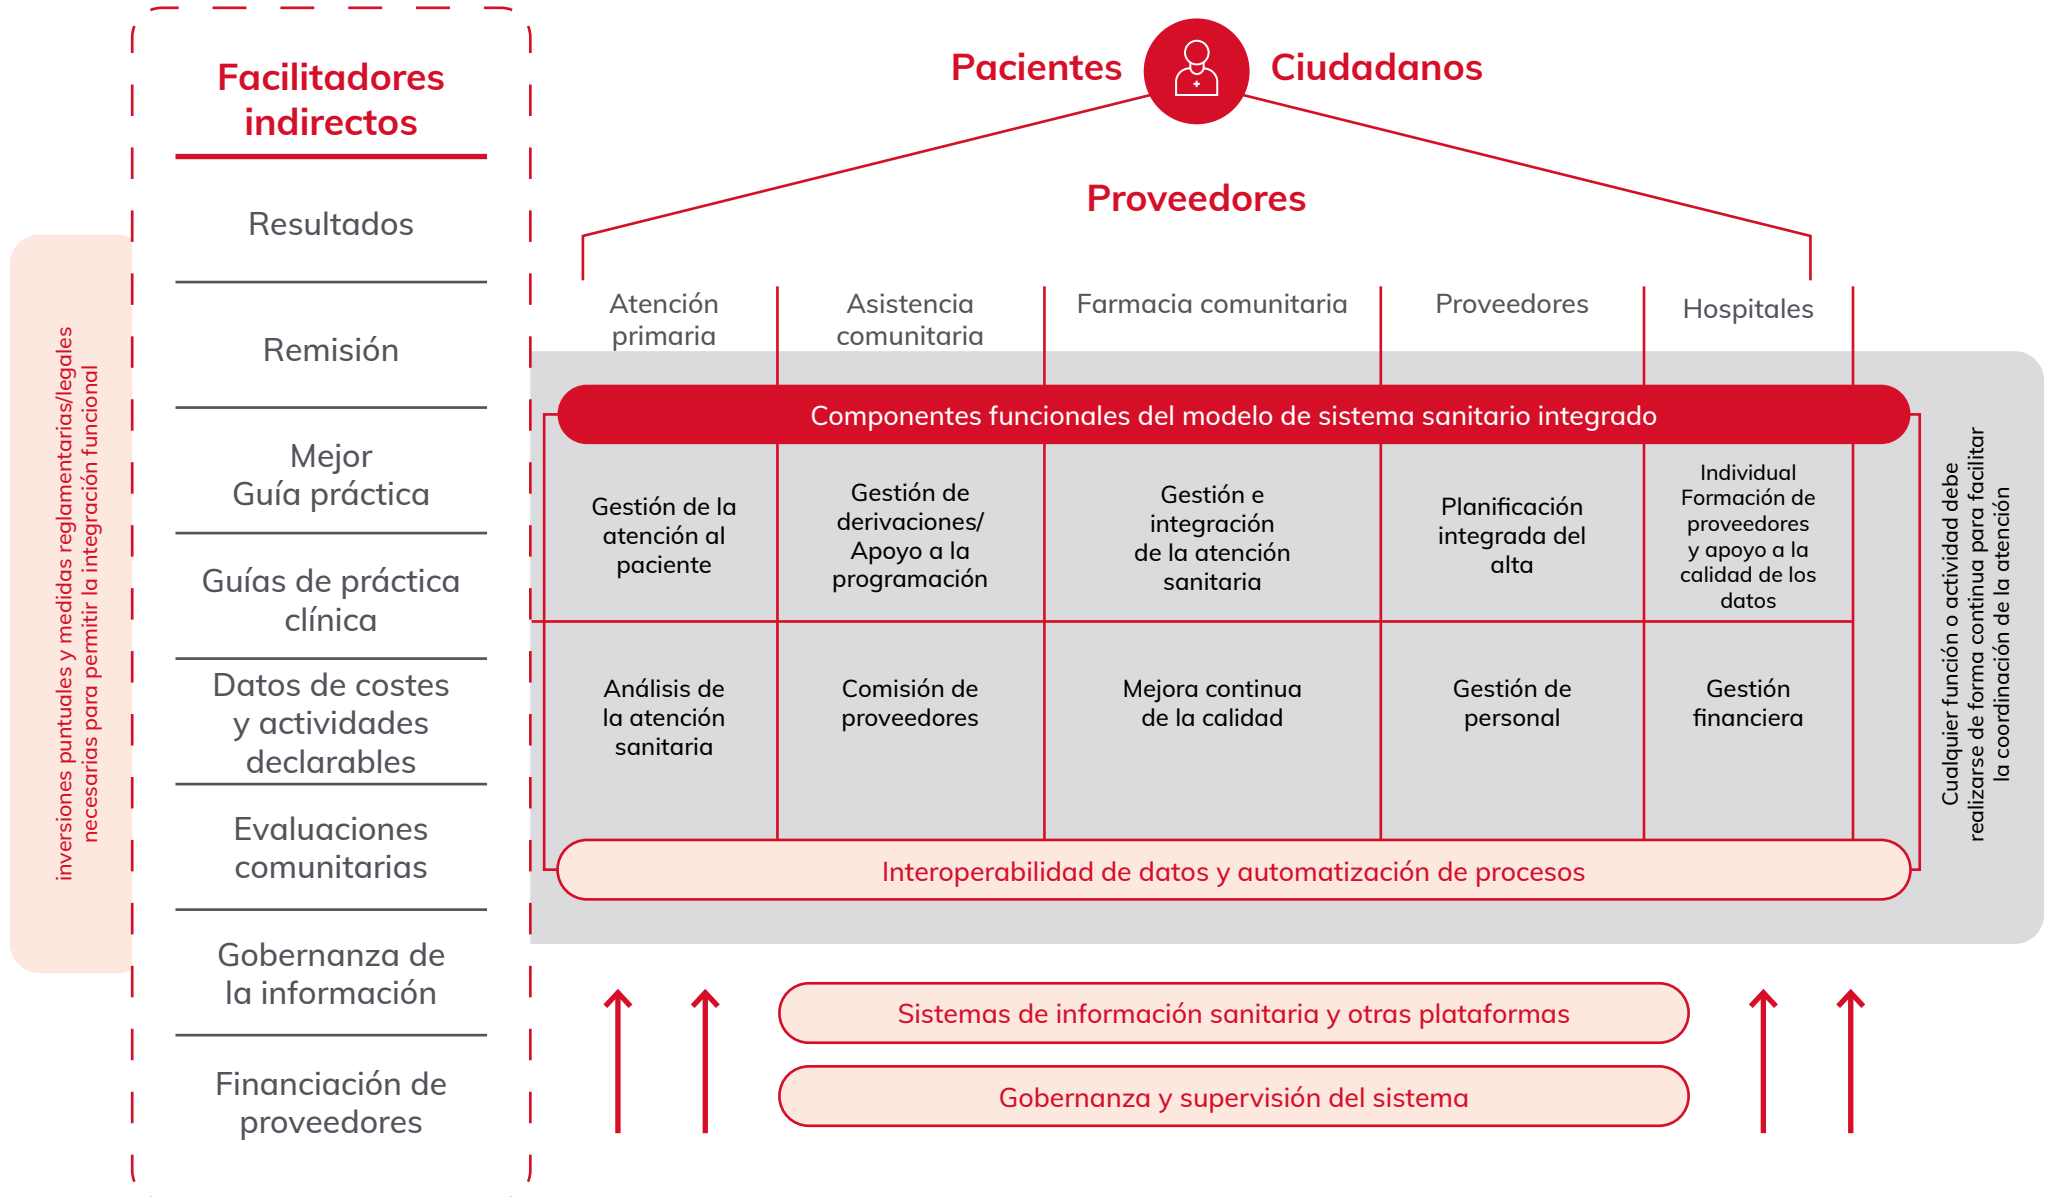 Facilitadores
indirectos
Resultados
Remisión
Mejor
Guía práctica
Guías de práctica
clínica
Datos de costes
y actividades
declarables
Evaluaciones
comunitarias
Gobernanza de
la información
Financiación de
proveedores
inversiones puntuales y medidas reglamentarias/legales
necesarias para permitir la integración funcional
Pacientes
Ciudadanos
Proveedores
Atención
primaria
Asistencia
comunitaria
Farmacia comunitaria
Proveedores
Hospitales
Componentes funcionales del modelo de sistema sanitario integrado
Gestión de la
atención al
paciente
Gestión de
derivaciones/
Apoyo a la
programación
Gestión e
integración
de la atención
sanitaria
Planificación
integrada del
alta
Individual
Formación de
proveedores
y apoyo a la
calidad de los
datos
Análisis de
la atención
sanitaria
Comisión de
proveedores
Mejora continua
de la calidad
Gestión de
personal
Gestión
financiera
Interoperabilidad de datos y automatización de procesos
Cualquier función o actividad debe
realizarse de forma continua para facilitar
la coordinación de la atención
Sistemas de información sanitaria y otras plataformas
Gobernanza y supervisión del sistema